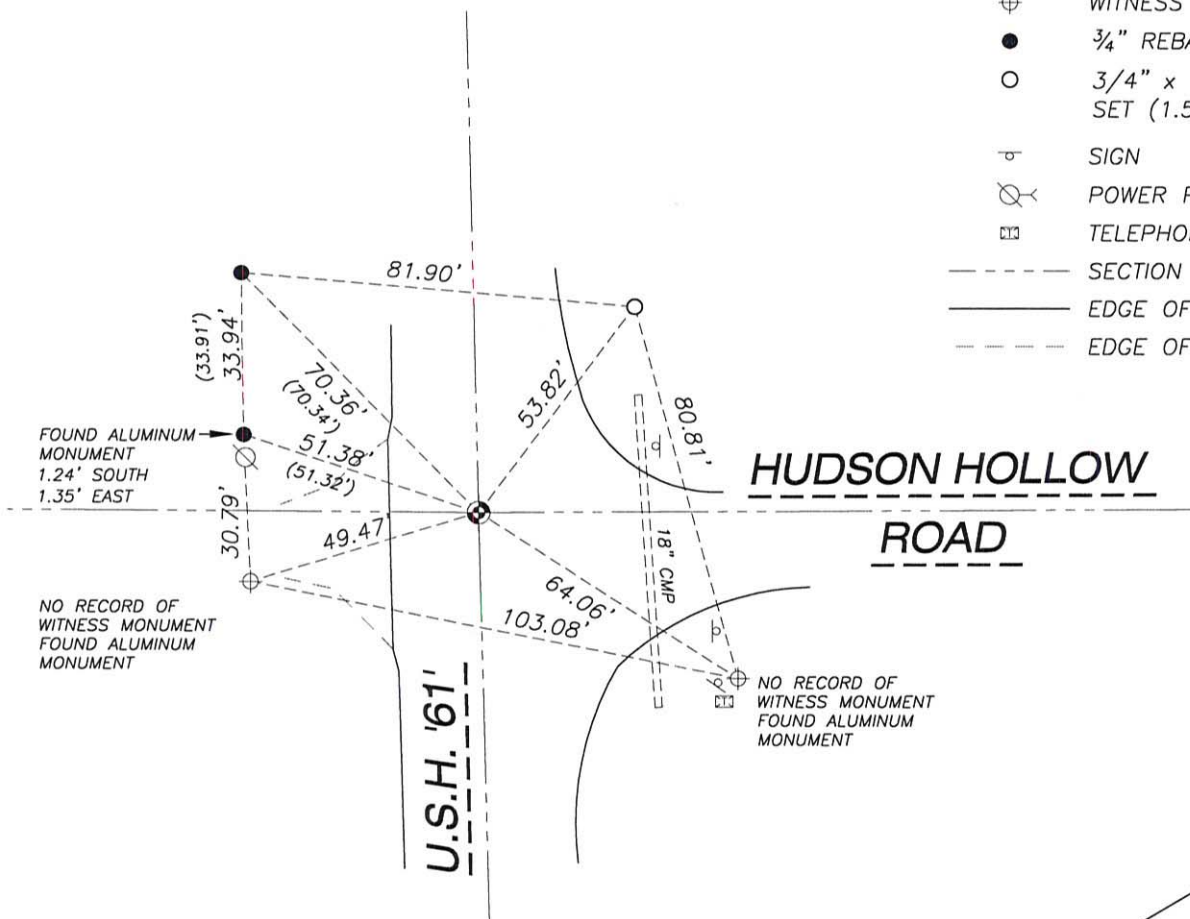 WITNESS
¾" REBA
3/4" x
SET (1.5
SIGN
POWER P
TELEPHO
SECTION
EDGE OF
EDGE OF
81.90'
(33.91')
33.94'
70.36'
(70.34')
53.82'
80.81'
FOUND ALUMINUM
MONUMENT
1.24' SOUTH
1.35' EAST
51.38'
(51.32')
HUDSON HOLLOW
ROAD
30.79'
49.47'
18" CMP
64.06'
103.08'
NO RECORD OF
WITNESS MONUMENT
FOUND ALUMINUM
MONUMENT
NO RECORD OF
WITNESS MONUMENT
FOUND ALUMINUM
MONUMENT
U.S.H. '61'